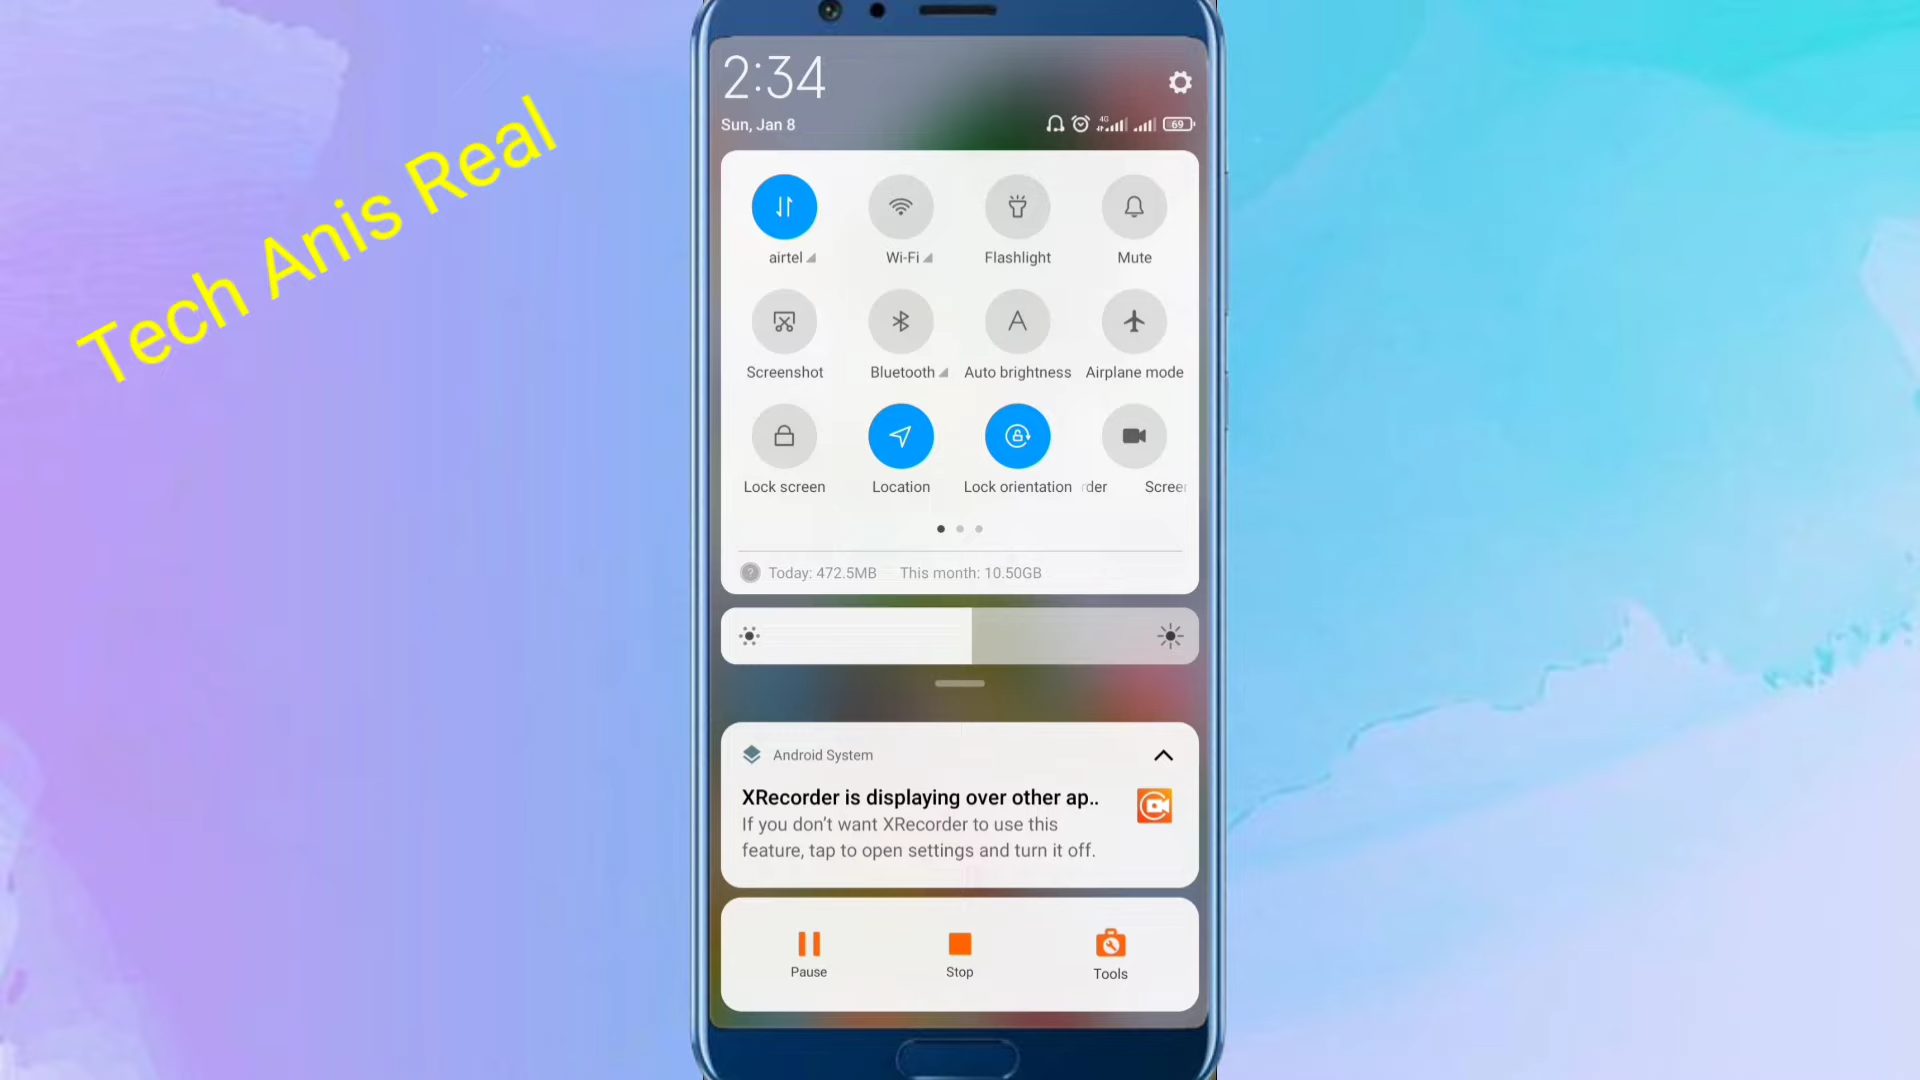 Tech Anis Real
2:34
Sun, Jan 8
4G
69
airtel
Wi-Fi
Flashlight
Mute
Screenshot
Bluetooth
A
Auto brightness
Airplane mode
Lock screen
Location
Lock orientation
rder Screen
? Today: 472.5MB This month: 10.50GB
Android System
XRecorder is displaying over other ap..
If you don't want XRecorder to use this
feature, tap to open settings and turn it off.
Pause
Stop
Tools